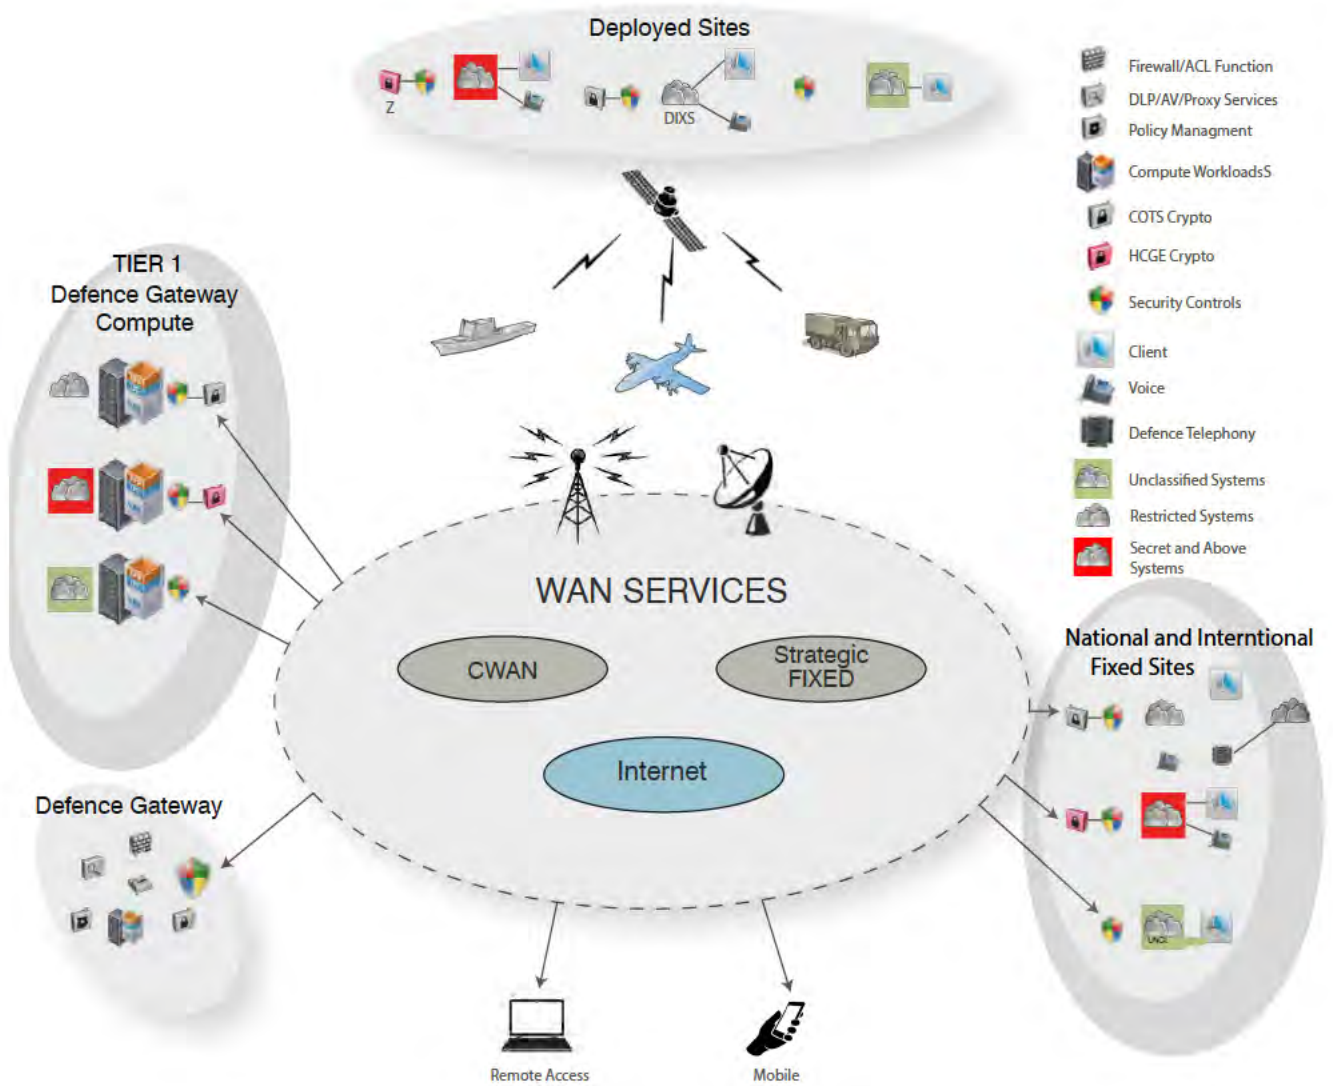 Deployed Sites
Z
DIXS
Firewall/ACL Function
DLP/AV/Proxy Services
Policy Managment
Compute WorkloadsS
COTS Crypto
HCGE Crypto
Security Controls
Client
Voice
Defence Telephony
Unclassified Systems
Restricted Systems
Secret and Above
Systems
TIER 1
Defence Gateway
Compute
WAN SERVICES
CWAN
Strategic
FIXED
Internet
National and Interntional
Fixed Sites
UNCL
Defence Gateway
Remote Access
Mobile